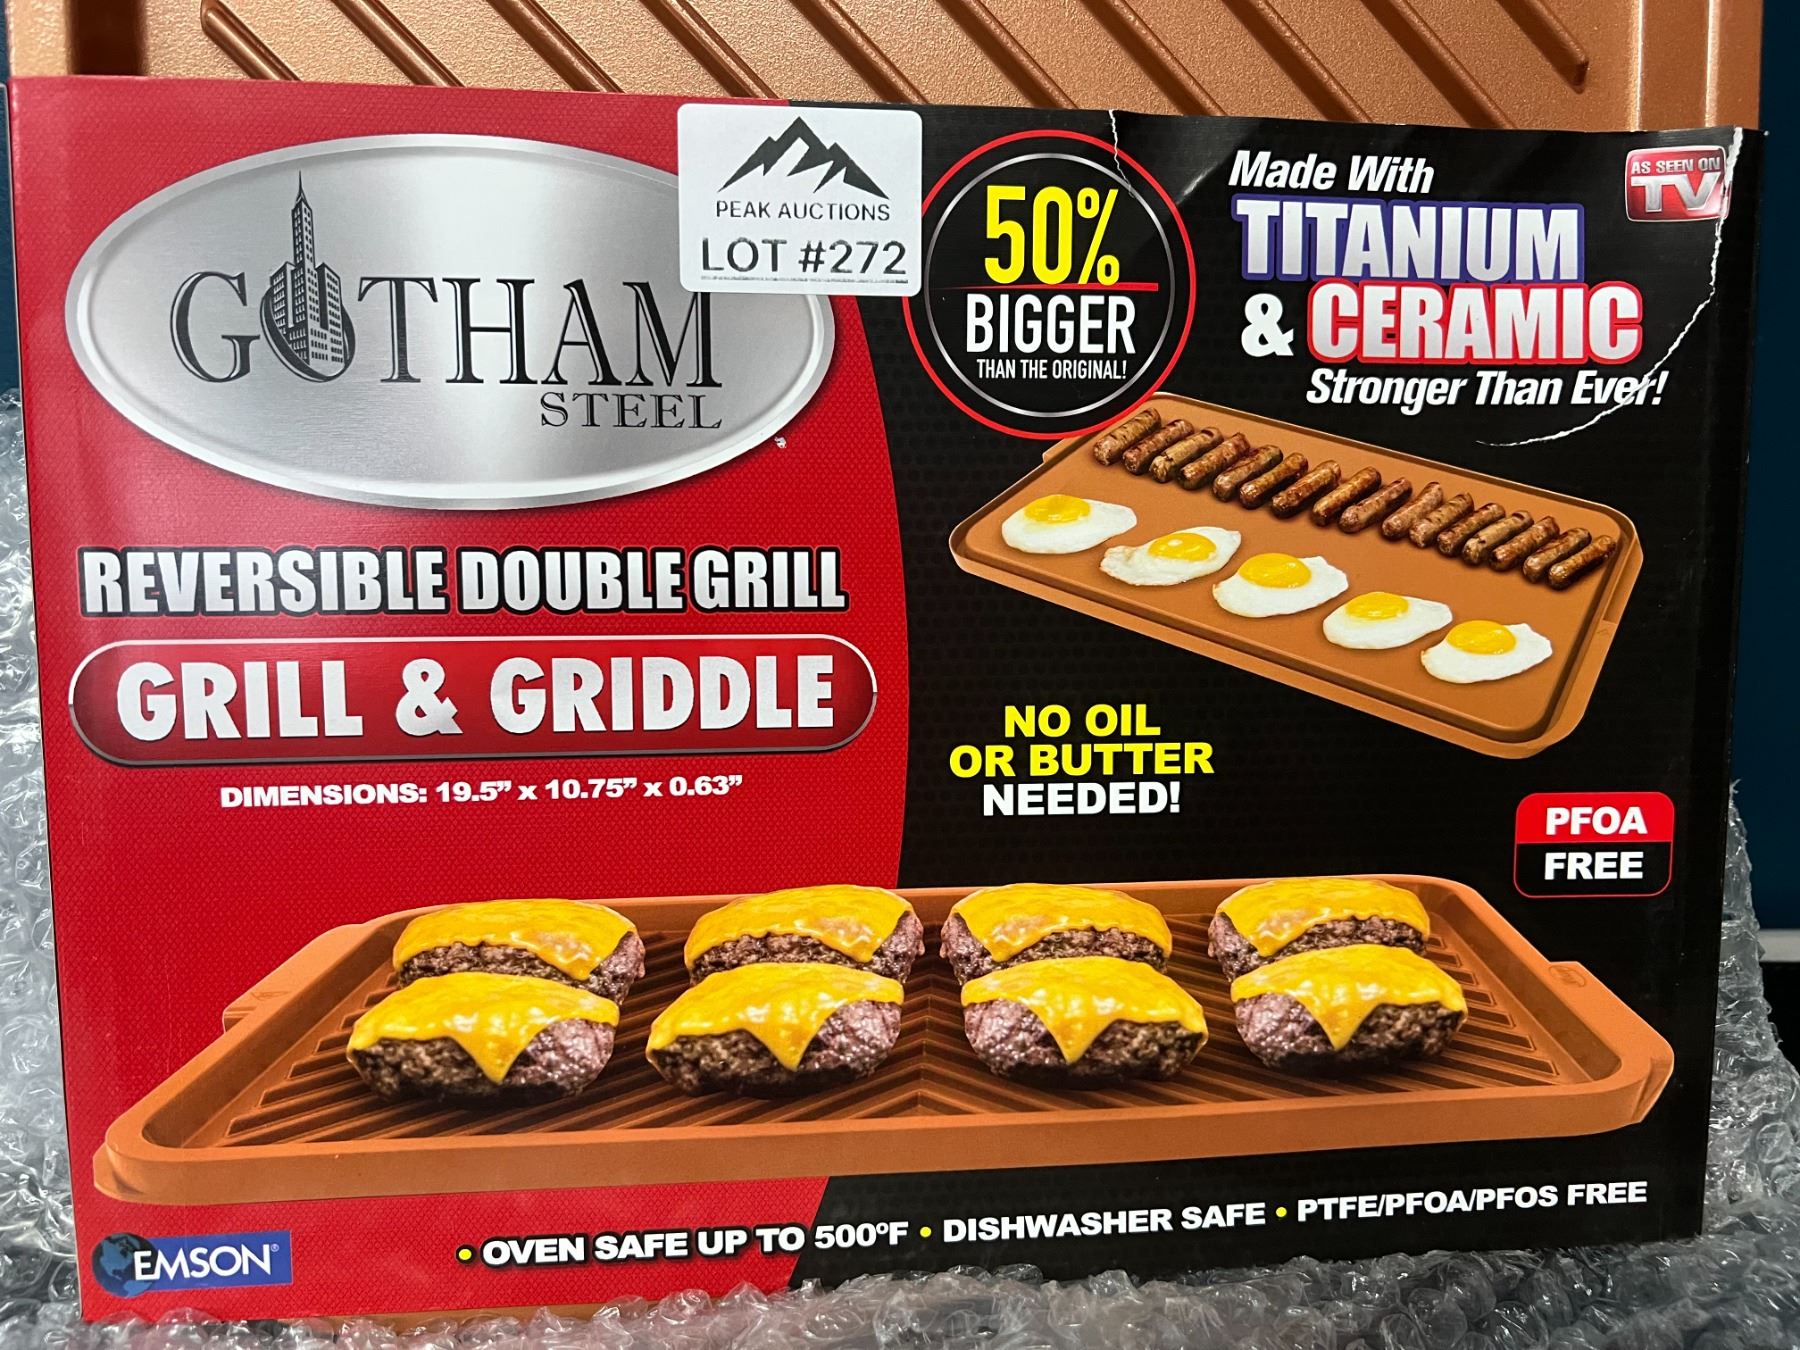 PEAK AUCTIONS
LOT #272
GOTHAM
STEEL
50%
BIGGER
THAN THE ORIGINAL!
Made With
TITANIUM
& CERAMIC
Stronger Than Ever!
AS SEEN ON
TV
REVERSIBLE DOUBLE GRILL
GRILL & GRIDDLE
DIMENSIONS: 19.5” x 10.75” x 0.63”
NO OIL
OR BUTTER
NEEDED!
PFOA
FREE
EMSON®
• OVEN SAFE UP TO 500ºF • DISHWASHER SAFE • PTFE/PFOA/PFOS FREE